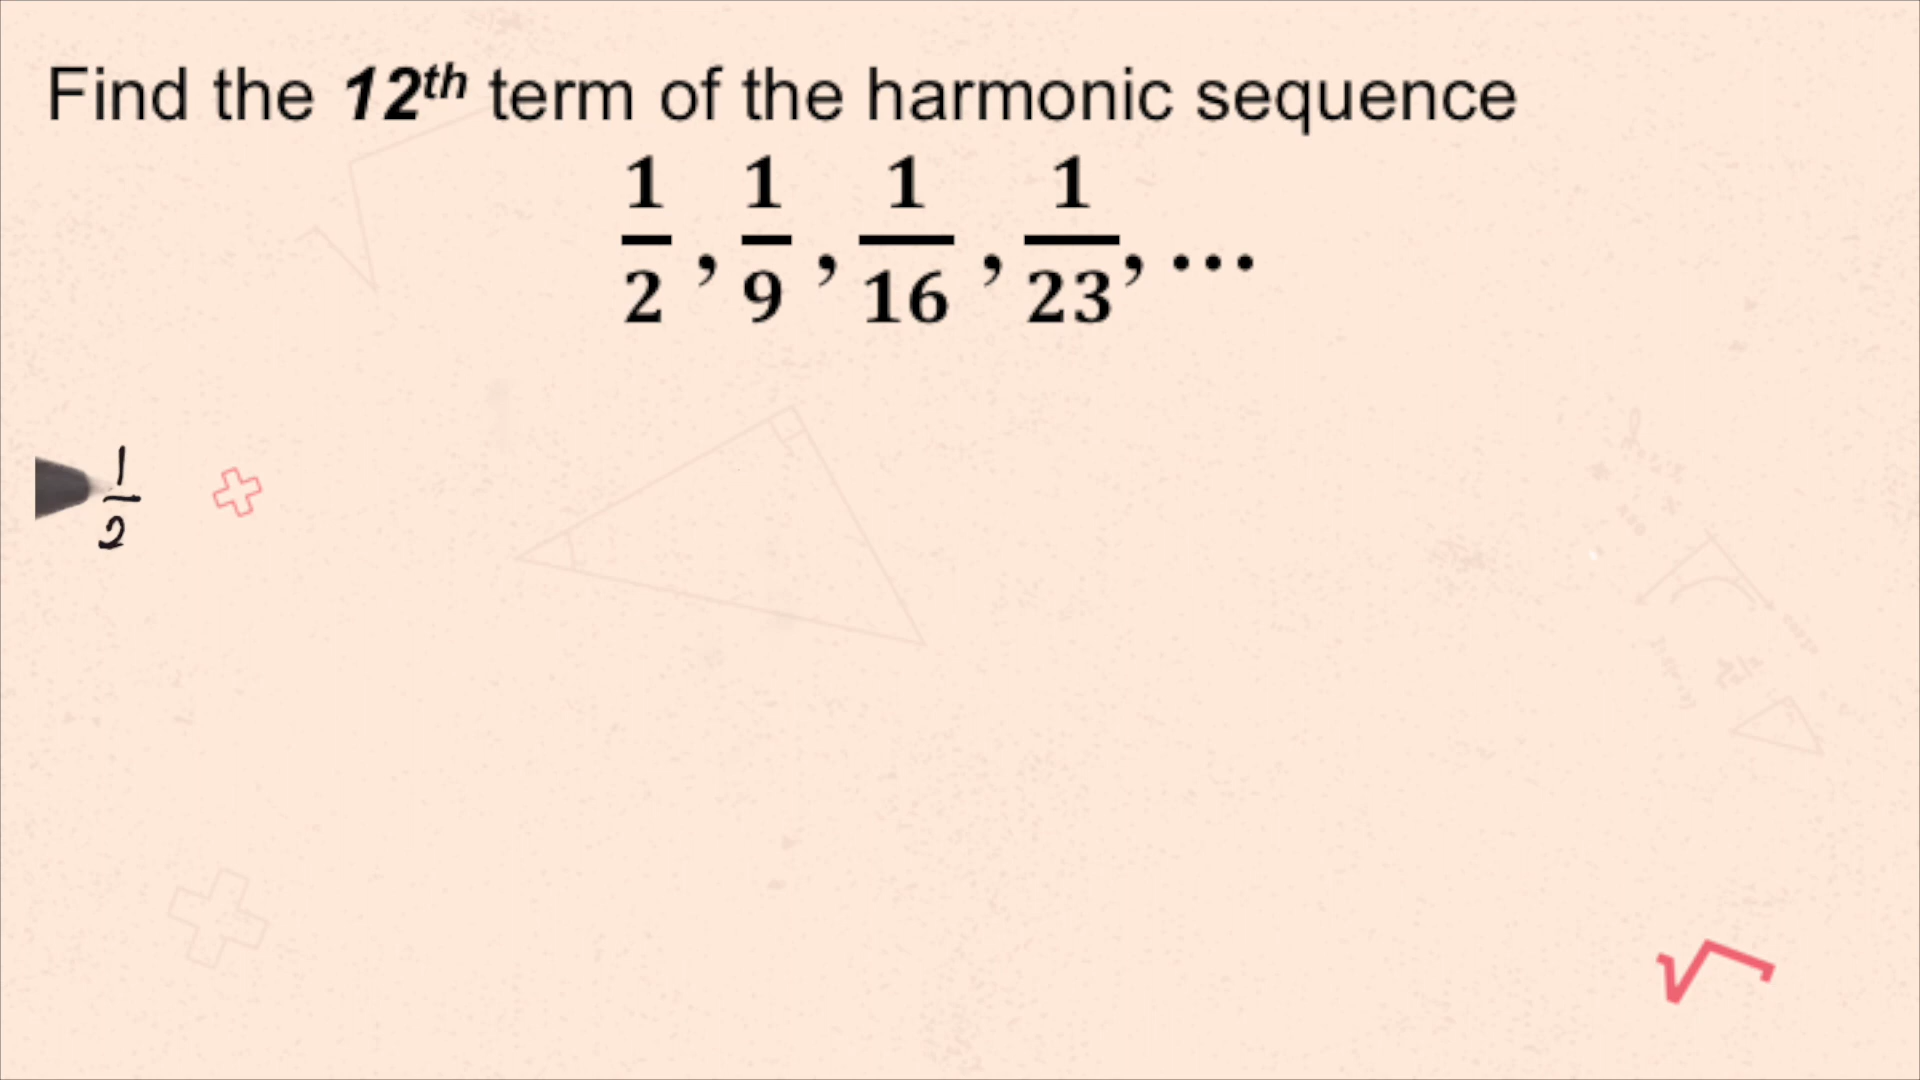 Find the 12th term of the harmonic sequence
1/2, 1/9, 1/16, 1/23, ...
1/2